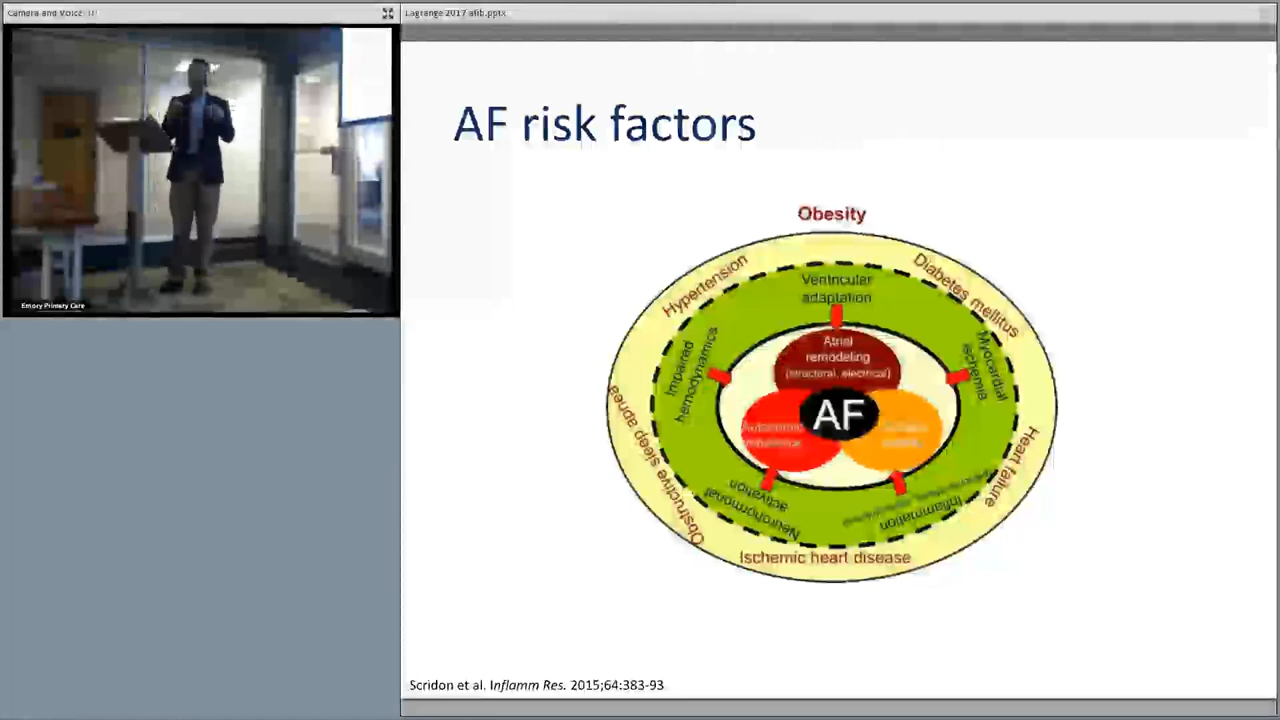 Camera and Voice
Lagrange 2017 afib.pptx
Emory Primary Care
AF risk factors
Obesity
Hypertension
Diabetes mellitus
Ventricular
adaptation
Impaired
hemodynamics
Myocardial
ischemia
Atrial
remodeling
(structural, electrical)
AF
Obstructive sleep apnea
Heart failure
Neurohormonal
activation
Inflammation
Ischemic heart disease
Scridon et al. Inflamm Res. 2015;64:383-93